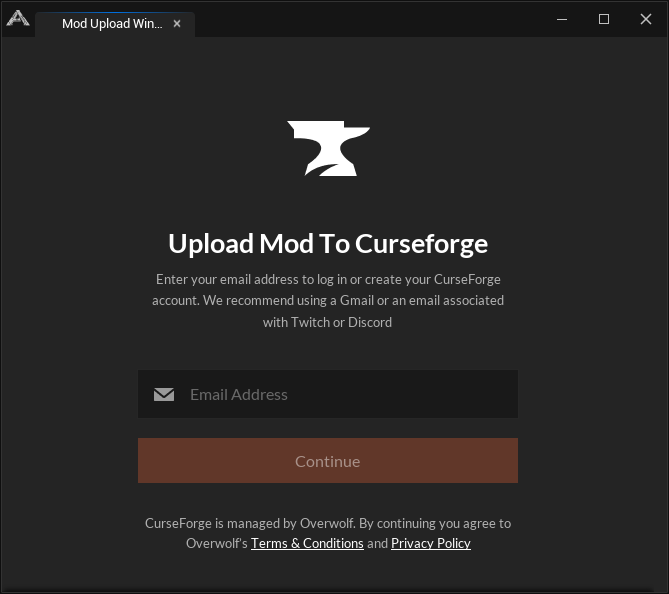 Mod Upload Win...
Upload Mod To Curseforge
Enter your email address to log in or create your CurseForge
account. We recommend using a Gmail or an email associated
with Twitch or Discord
Email Address
Continue
CurseForge is managed by Overwolf. By continuing you agree to
Overwolf's Terms & Conditions and Privacy Policy